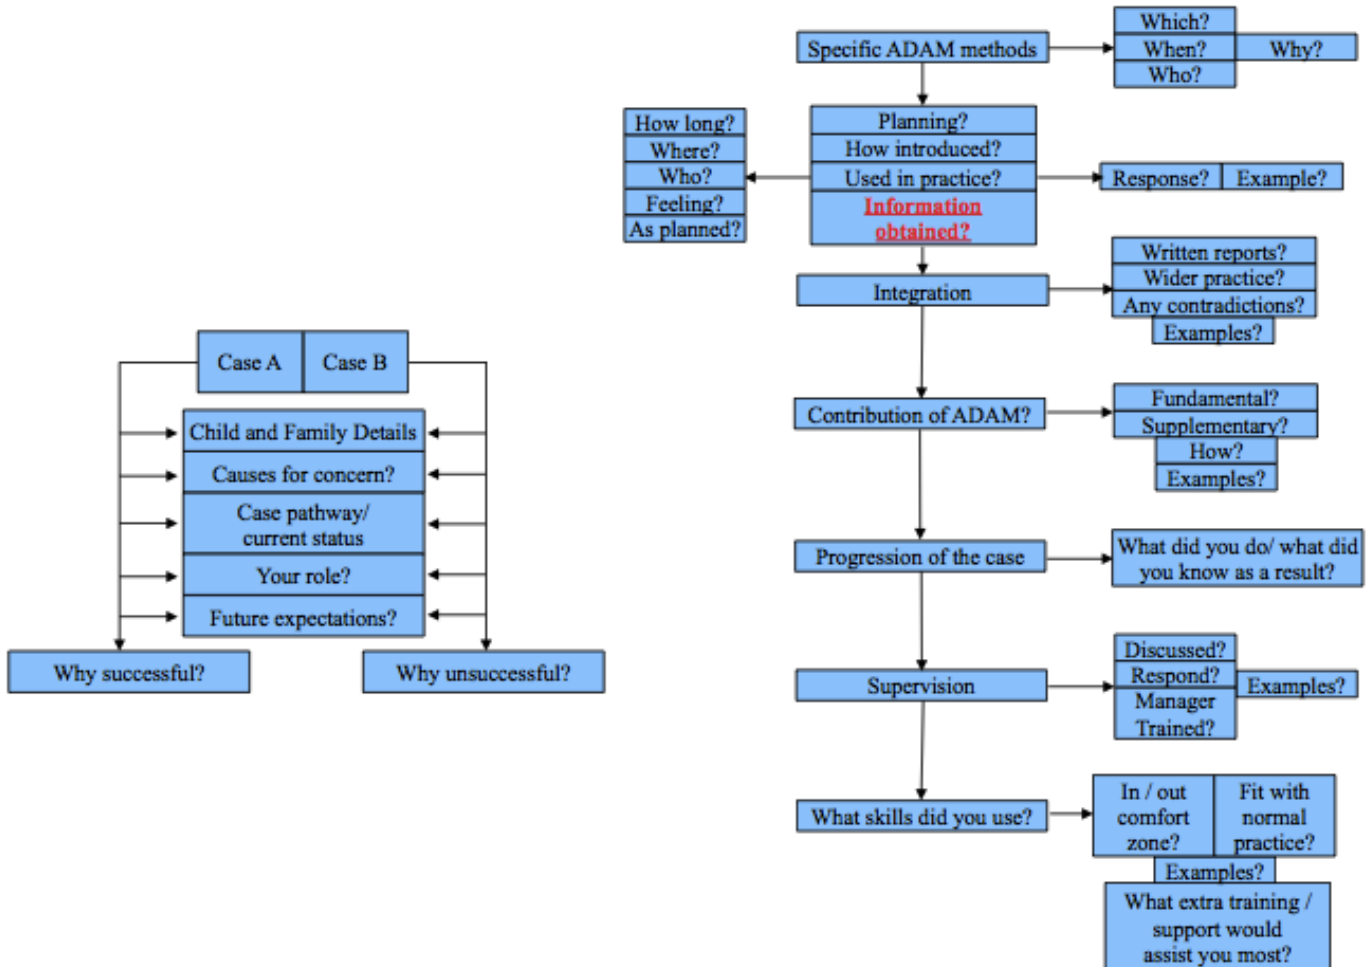 Case A
Case B
Child and Family Details
Causes for concern?
Case pathway/
current status
Your role?
Future expectations?
Why successful?
Why unsuccessful?
Specific ADAM methods
Which?
When?
Who?
Why?
Planning?
How introduced?
Used in practice?
Information
obtained?
How long?
Where?
Who?
Feeling?
As planned?
Response?
Example?
Integration
Written reports?
Wider practice?
Any contradictions?
Examples?
Contribution of ADAM?
Fundamental?
Supplementary?
How?
Examples?
Progression of the case
What did you do/ what did
you know as a result?
Supervision
Discussed?
Respond?
Manager
Trained?
Examples?
What skills did you use?
In / out
comfort
zone?
Fit with
normal
practice?
Examples?
What extra training /
support would
assist you most?